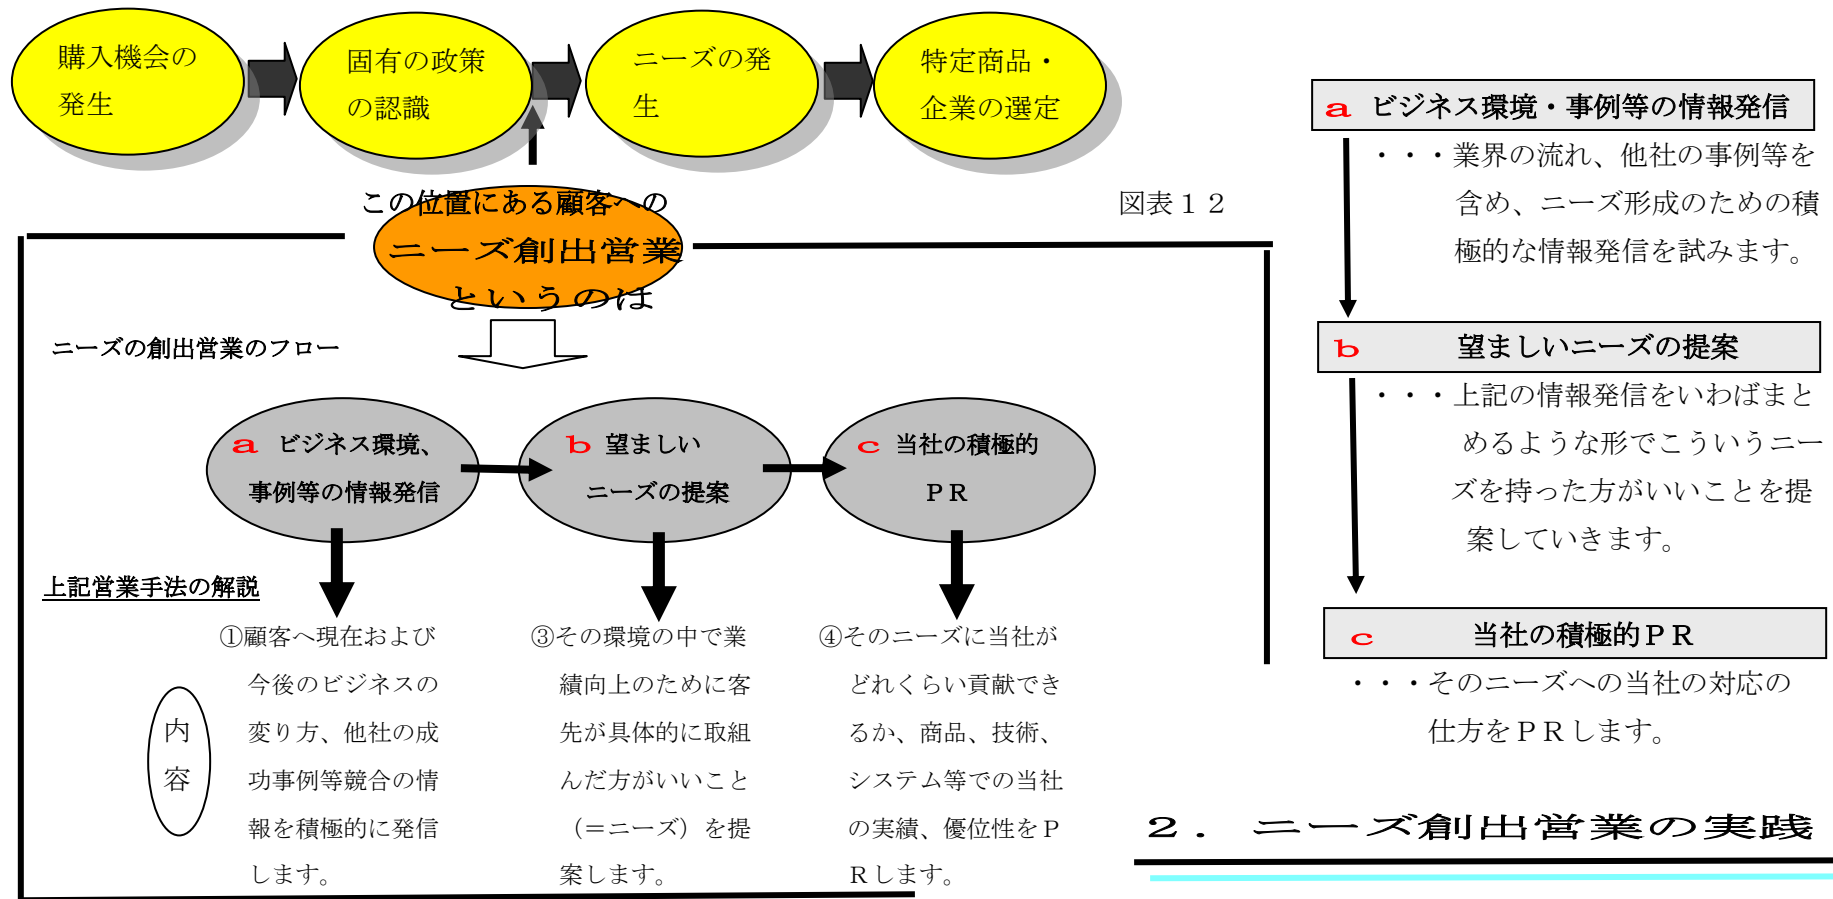 購入機会の
発生
固有の政策
の認識
ニーズの発
生
特定商品・
企業の選定
この位置にある顧客への
ニーズ創出営業
というのは
図表１２
ニーズの創出営業のフロー
a ビジネス環境、
事例等の情報発信
b 望ましい
ニーズの提案
c 当社の積極的
ＰＲ
上記営業手法の解説
内
容
①顧客へ現在および
今後のビジネスの
変り方、他社の成
功事例等競合の情
報を積極的に発信
します。
③その環境の中で業
績向上のために客
先が具体的に取組
んだ方がいいこと
（＝ニーズ）を提
案します。
④そのニーズに当社が
どれくらい貢献でき
るか、商品、技術、
システム等での当社
の実績、優位性をＰ
Ｒします。
a ビジネス環境・事例等の情報発信
・・・業界の流れ、他社の事例等を
含め、ニーズ形成のための積
極的な情報発信を試みます。
b 望ましいニーズの提案
・・・上記の情報発信をいわばまと
めるような形でこういうニー
ズを持った方がいいことを提
案していきます。
c 当社の積極的ＰＲ
・・・そのニーズへの当社の対応の
仕方をＰＲします。
２．ニーズ創出営業の実践